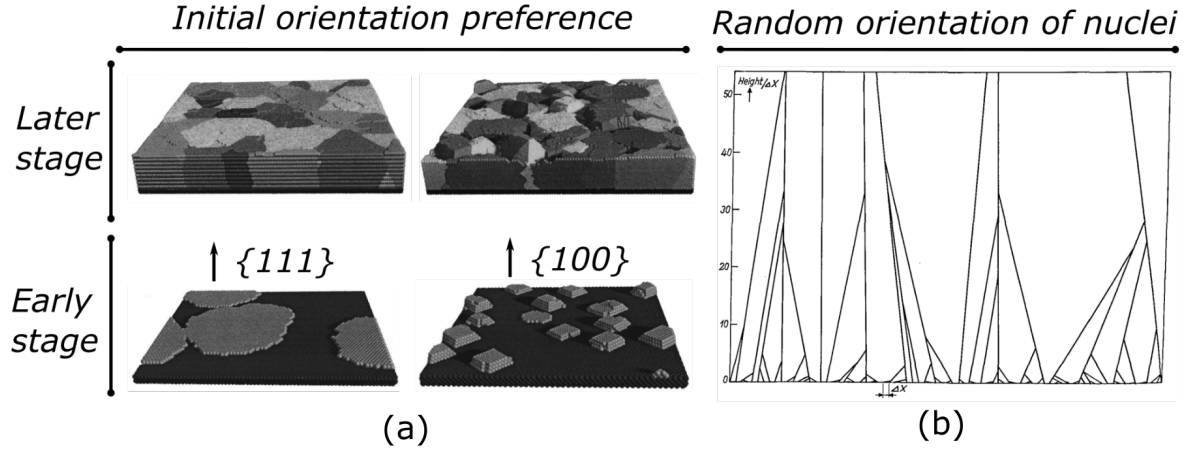 Initial orientation preference
Random orientation of nuclei
Later
stage
Early
stage
{111}
{100}
Height/ΔX
50
40
30
20
10
0
ΔX
(a)
(b)